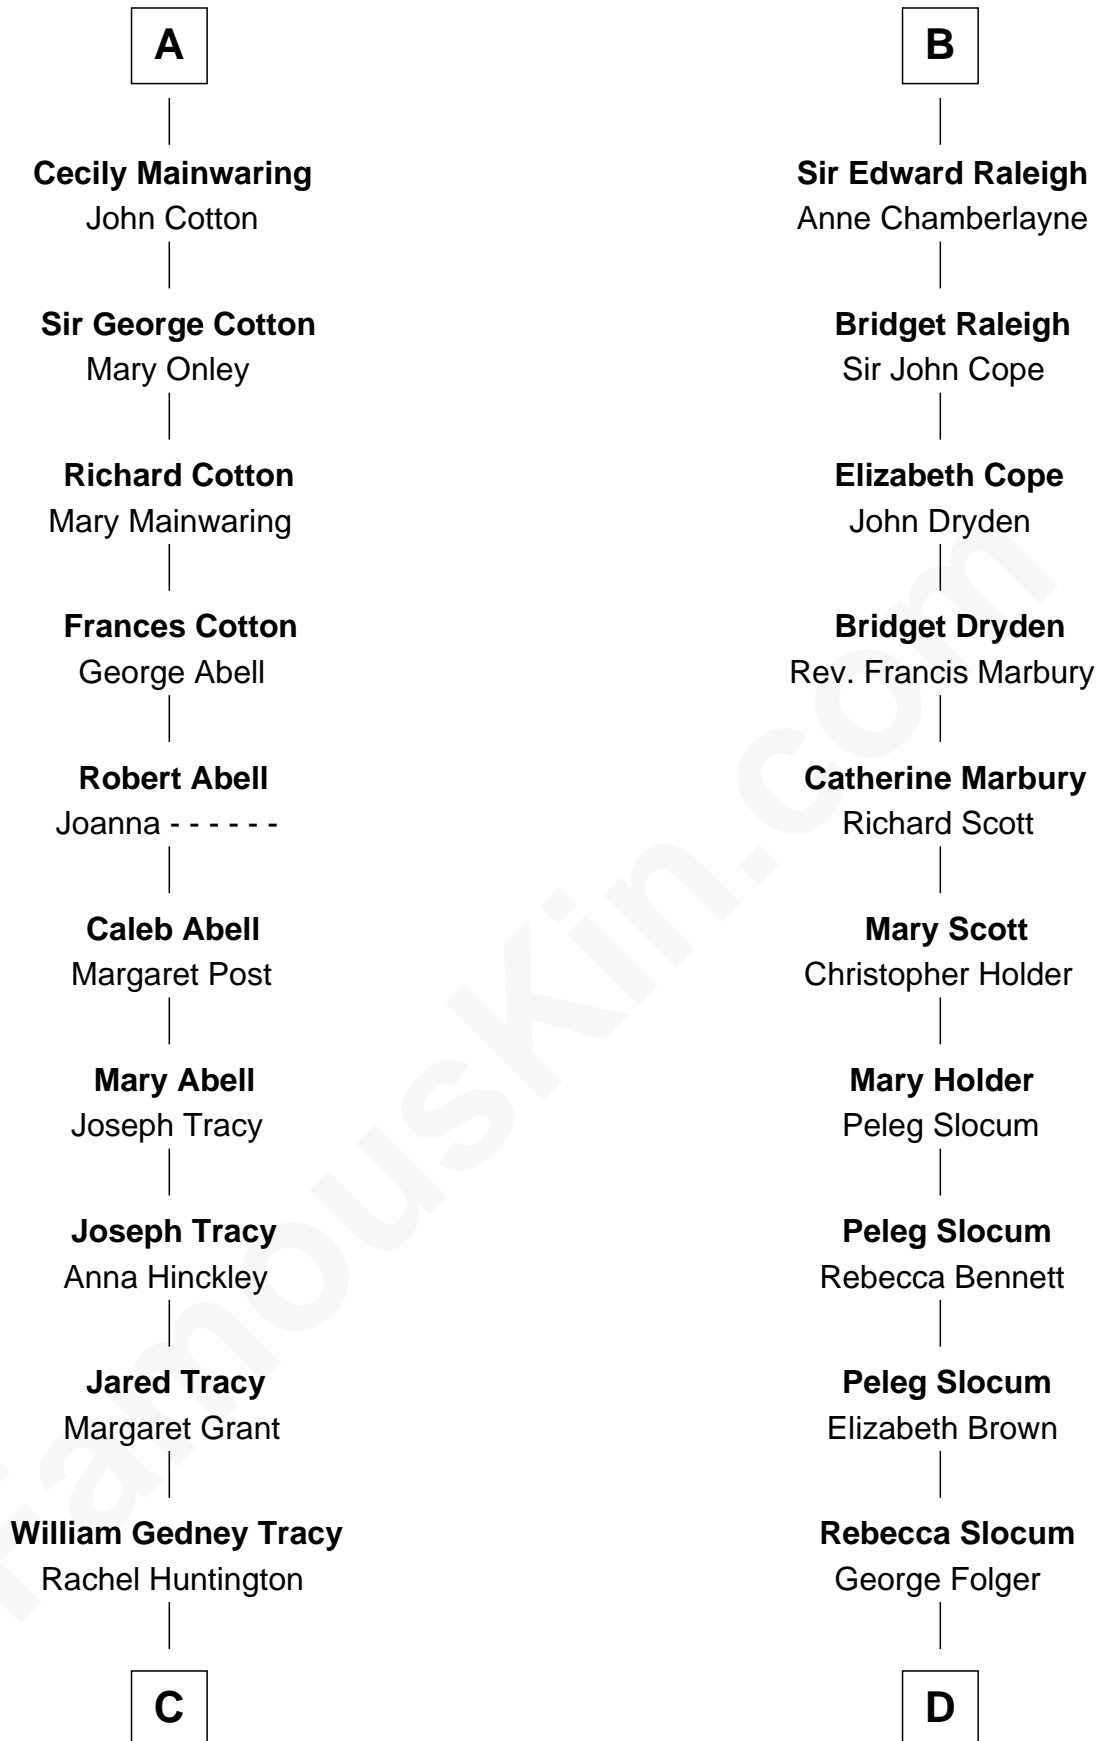 A
Cecily Mainwaring
John Cotton
Sir George Cotton
Mary Onley
Richard Cotton
Mary Mainwaring
Frances Cotton
George Abell
Robert Abell
Joanna - - - - - -
Caleb Abell
Margaret Post
Mary Abell
Joseph Tracy
Joseph Tracy
Anna Hinckley
Jared Tracy
Margaret Grant
William Gedney Tracy
Rachel Huntington
C
B
Sir Edward Raleigh
Anne Chamberlayne
Bridget Raleigh
Sir John Cope
Elizabeth Cope
John Dryden
Bridget Dryden
Rev. Francis Marbury
Catherine Marbury
Richard Scott
Mary Scott
Christopher Holder
Mary Holder
Peleg Slocum
Peleg Slocum
Rebecca Bennett
Peleg Slocum
Elizabeth Brown
Rebecca Slocum
George Folger
D
FamousKin.com